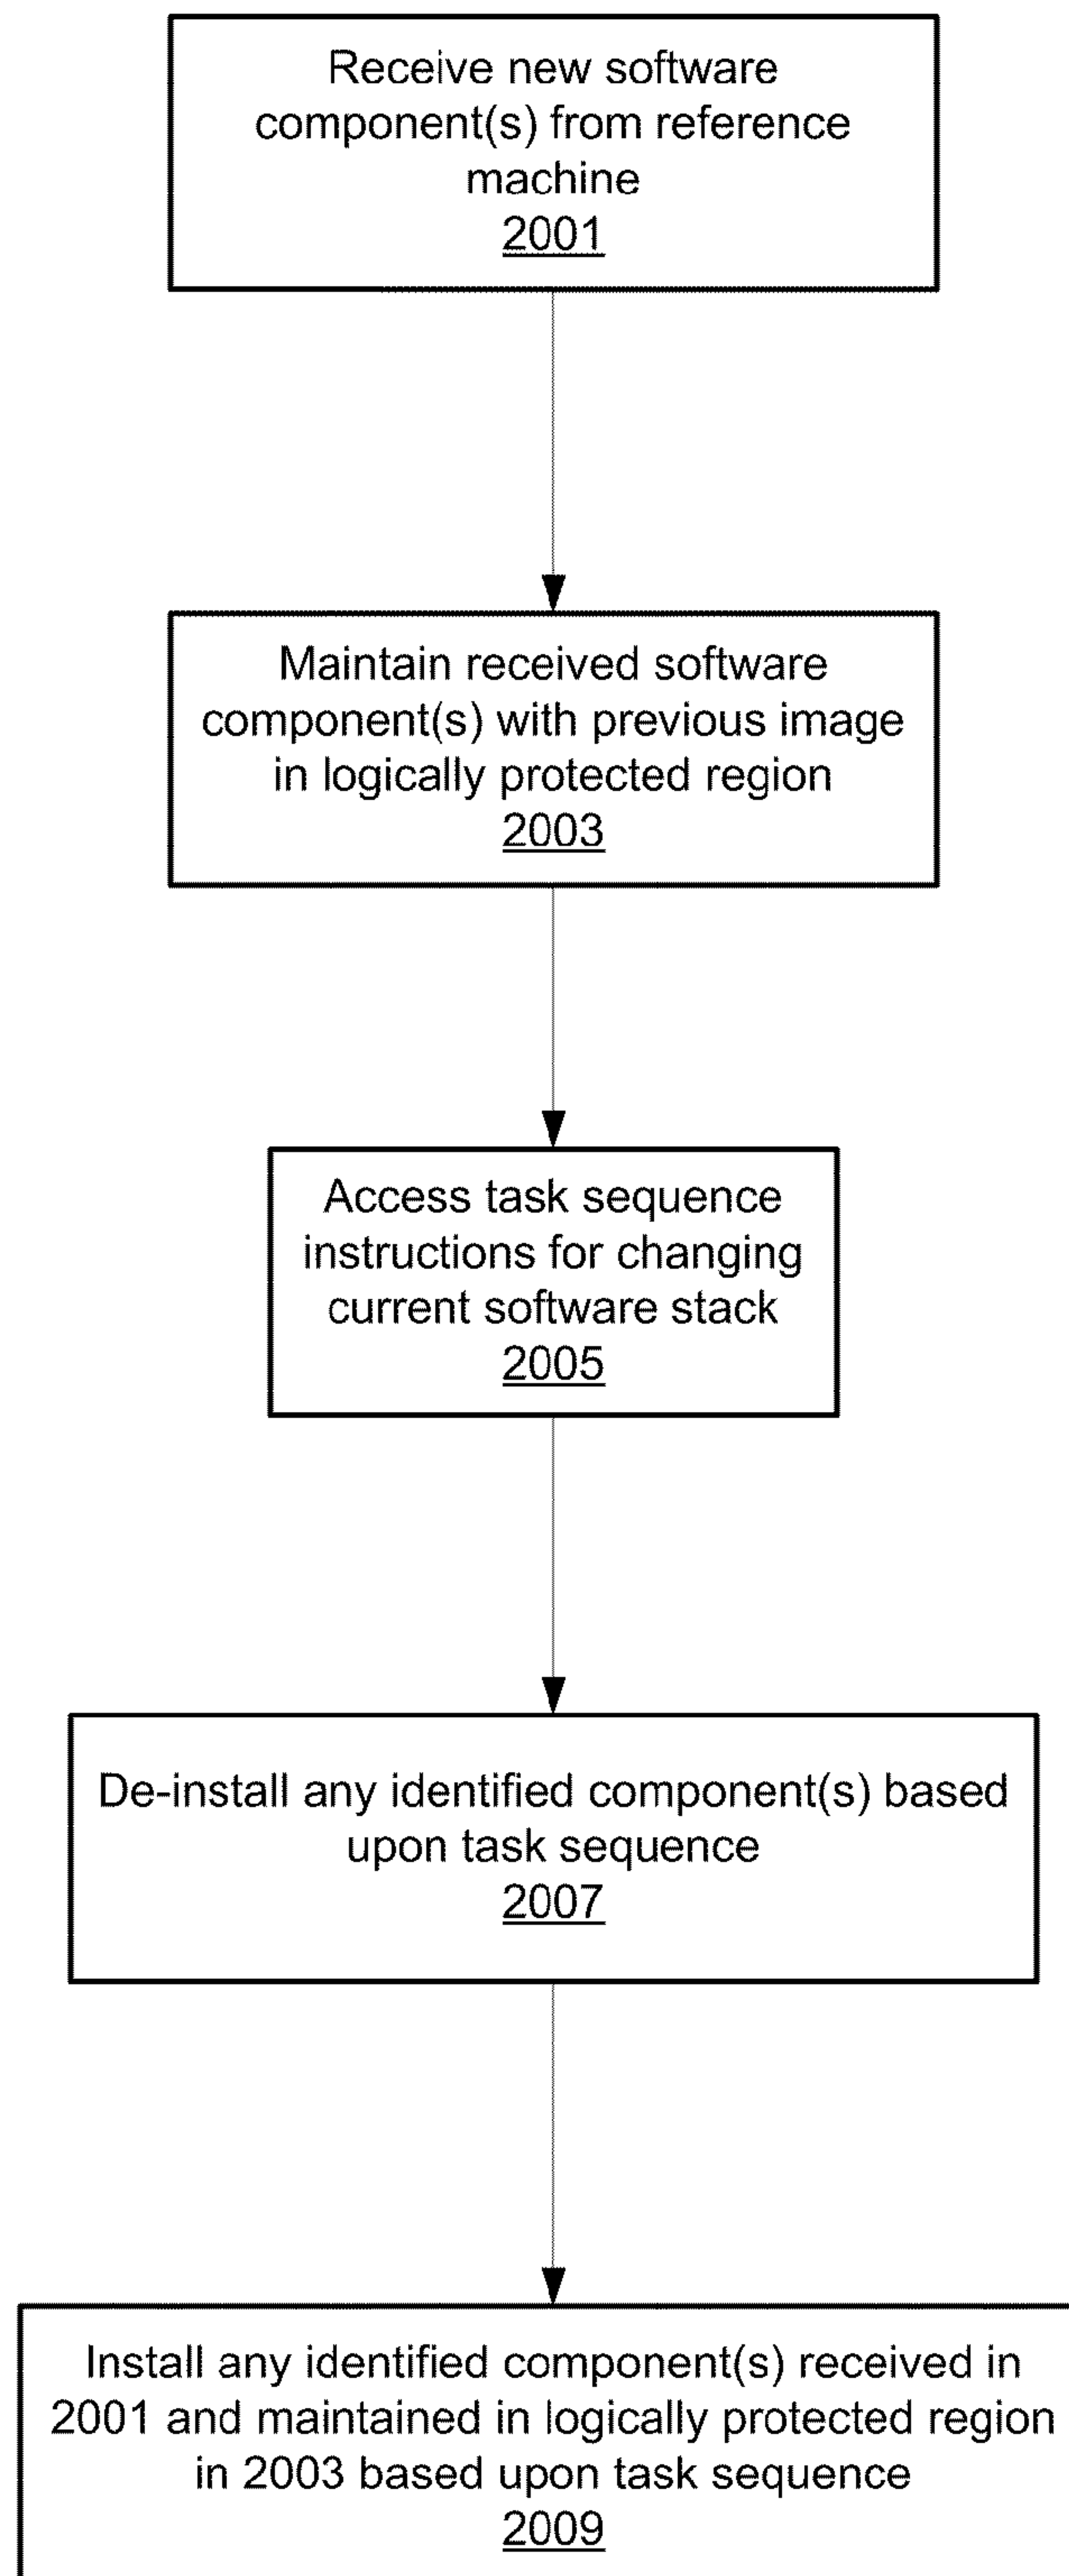 Receive new software
component(s) from reference
machine
2001
Maintain received software
component(s) with previous image
in logically protected region
2003
Access task sequence
instructions for changing
current software stack
2005
De-install any identified component(s) based
upon task sequence
2007
Install any identified component(s) received in
2001 and maintained in logically protected region
in 2003 based upon task sequence
2009